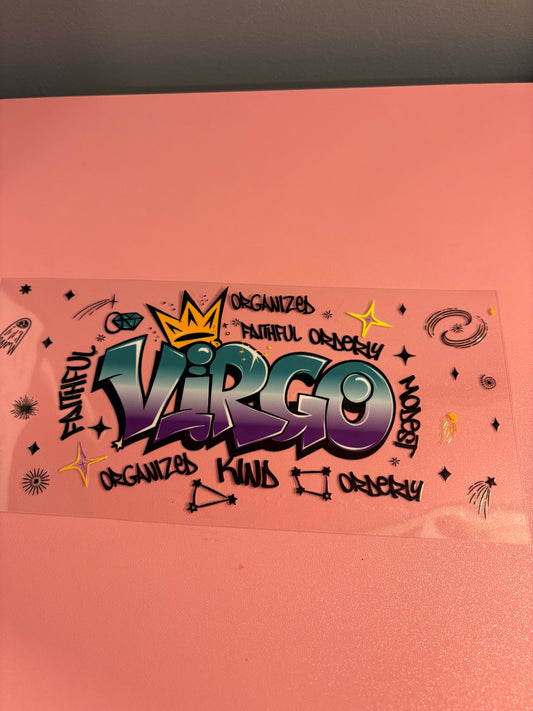 ORGANIZED
FAITHFUL ORDERLY
FAITHFUL
ViRGO
MODEST
ORGANIZED KIND ORDERLY